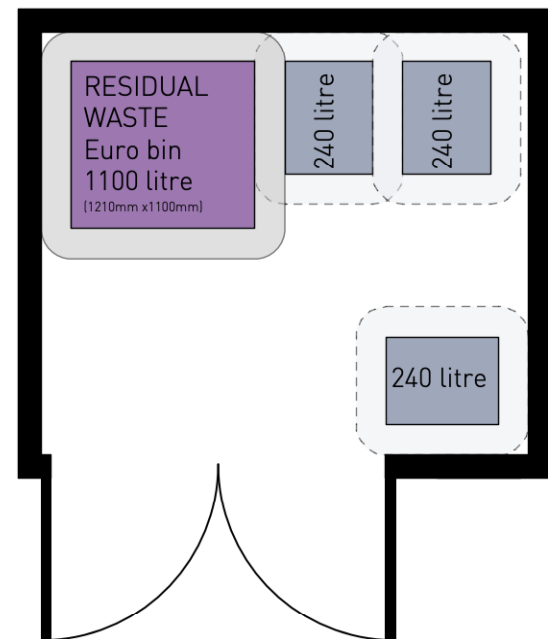 RESIDUAL
WASTE
Euro bin
1100 litre
(1210mm x1100mm)
240 litre
240 litre
240 litre